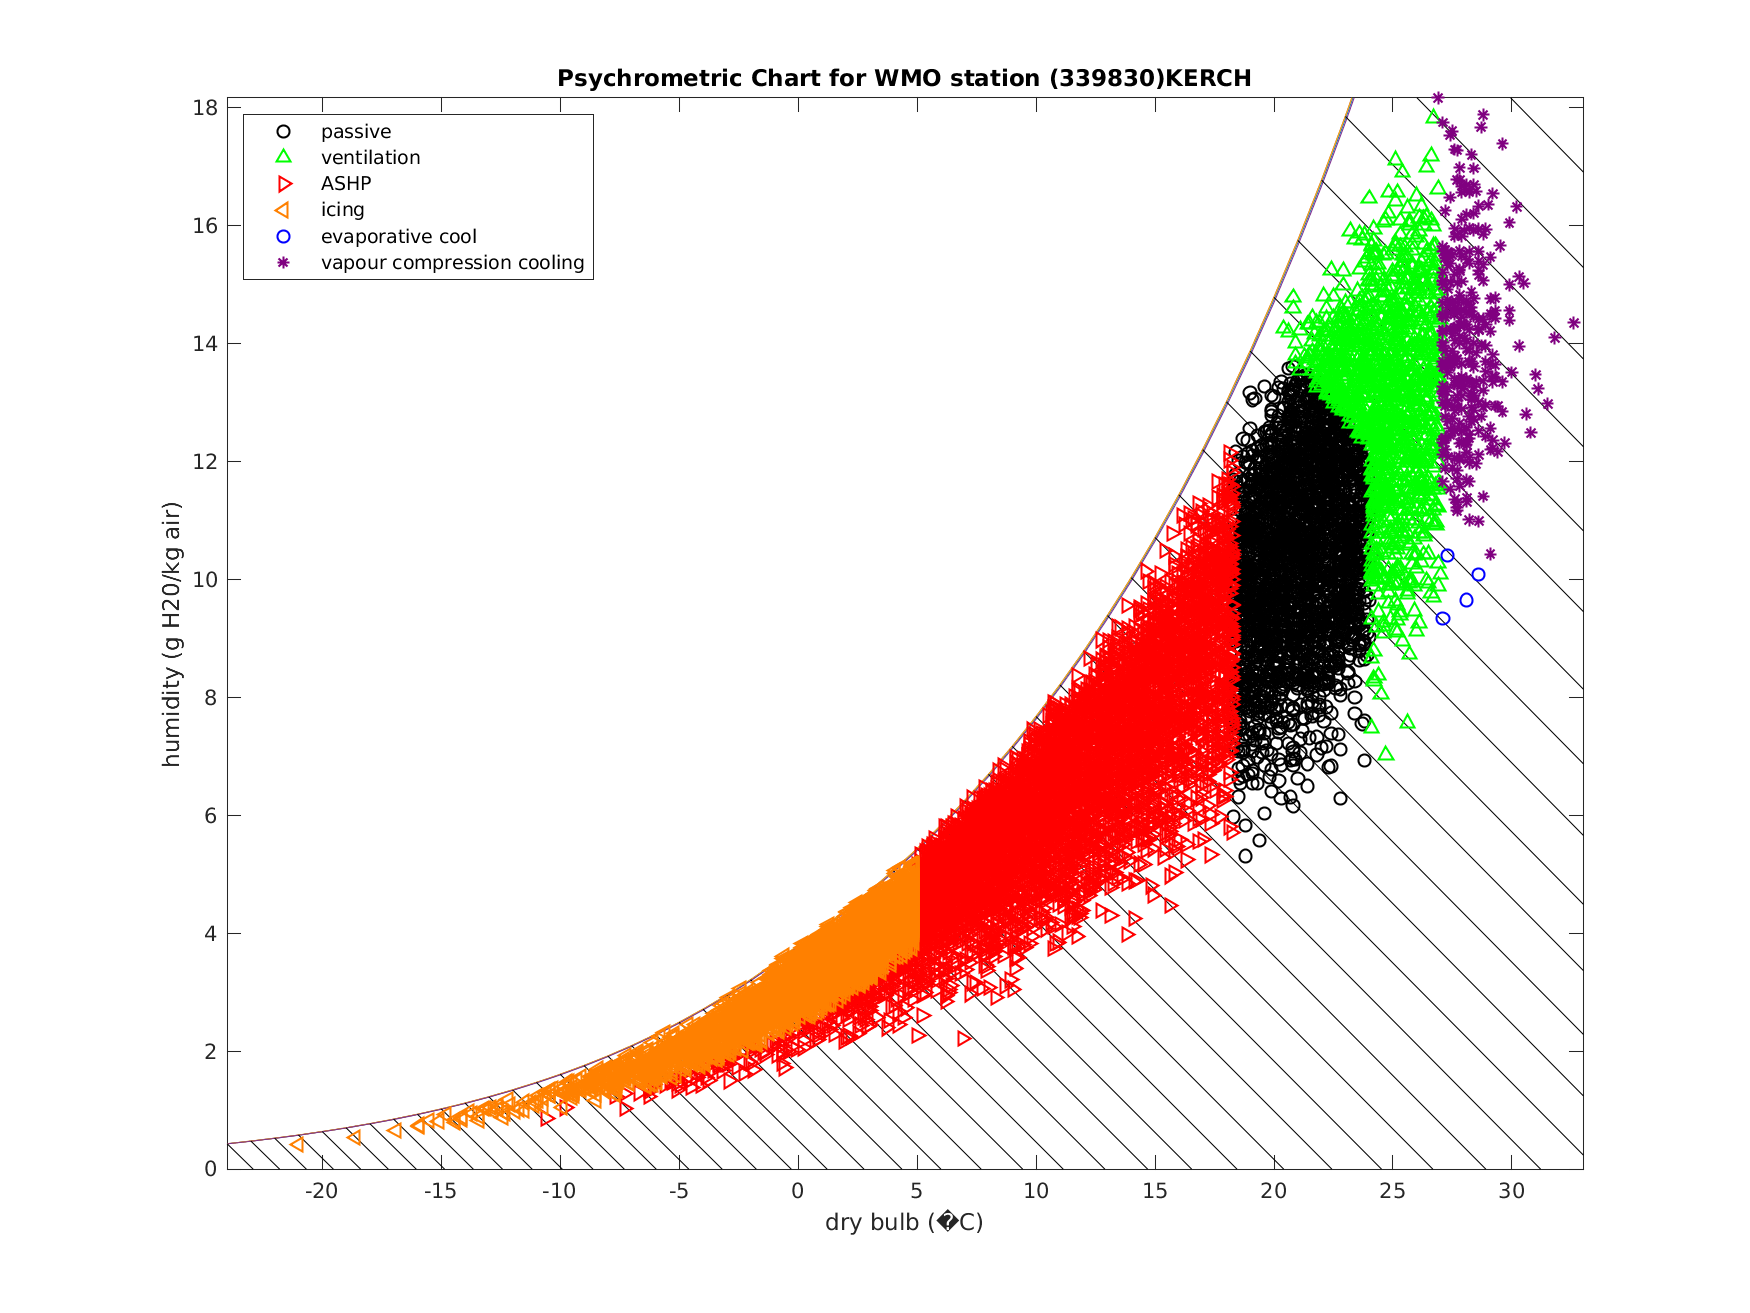 Psychrometric Chart for WMO station (339830)KERCH
passive
ventilation
ASHP
icing
evaporative cool
vapour compression cooling
humidity (g H20/kg air)
18
16
14
12
10
8
6
4
2
0
-20 -15 -10 -5 0 5 10 15 20 25 30
dry bulb (�C)